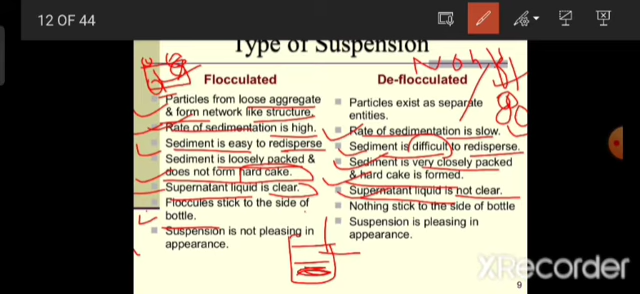 12 OF 44
Type of Suspension
Flocculated
Particles from loose aggregate
& form network like structure.
Rate of sedimentation is high.
Sediment is easy to redisperse
Sediment is loosely packed &
does not form hard cake.
Supernatant liquid is clear.
Floccules stick to the side of
bottle.
Suspension is not pleasing in
appearance.
De-flocculated
Particles exist as separate
entities.
Rate of sedimentation is slow.
Sediment is difficult to redisperse.
Sediment is very closely packed
& hard cake is formed.
Supernatant liquid is not clear.
Nothing stick to the side of bottle
Suspension is pleasing in
appearance.
9
XRecorder